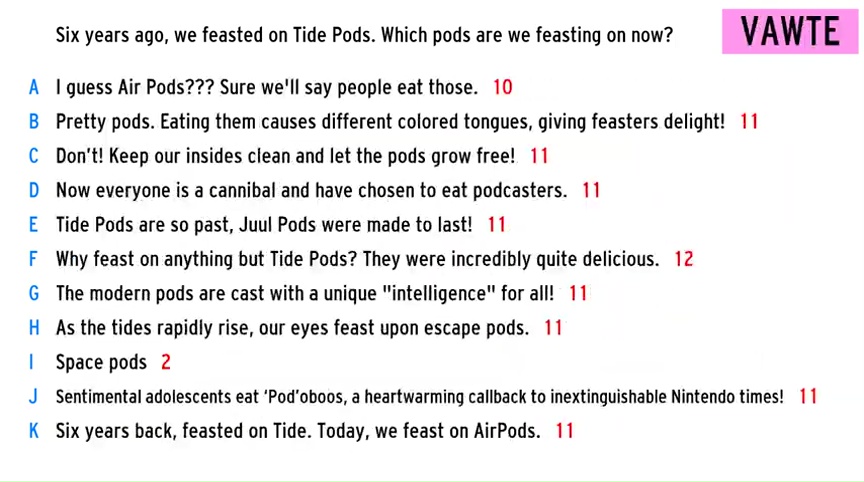 Six years ago, we feasted on Tide Pods. Which pods are we feasting on now?
VAWTE
A I guess Air Pods??? Sure we'll say people eat those. 10
B Pretty pods. Eating them causes different colored tongues, giving feasters delight! 11
C Don't! Keep our insides clean and let the pods grow free! 11
D Now everyone is a cannibal and have chosen to eat podcasters. 11
E Tide Pods are so past, Juul Pods were made to last! 11
F Why feast on anything but Tide Pods? They were incredibly quite delicious. 12
G The modern pods are cast with a unique "intelligence" for all! 11
H As the tides rapidly rise, our eyes feast upon escape pods. 11
I Space pods 2
J Sentimental adolescents eat ‘Pod’oboos, a heartwarming callback to inextinguishable Nintendo times! 11
K Six years back, feasted on Tide. Today, we feast on AirPods. 11